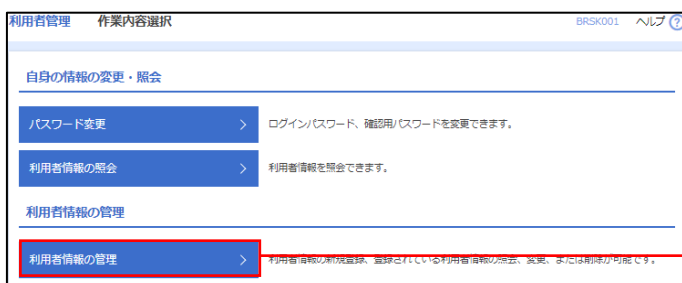 利用者管理 作業内容選択 BRSK001 ヘルプ ?
自身の情報の変更・照会
パスワード変更 > ログインパスワード、確認用パスワードを変更できます。
利用者情報の照会 > 利用者情報を照会できます。
利用者情報の管理
利用者情報の管理 > 利用者情報の新規登録、登録されている利用者情報の照会、変更、または削除が可能です。